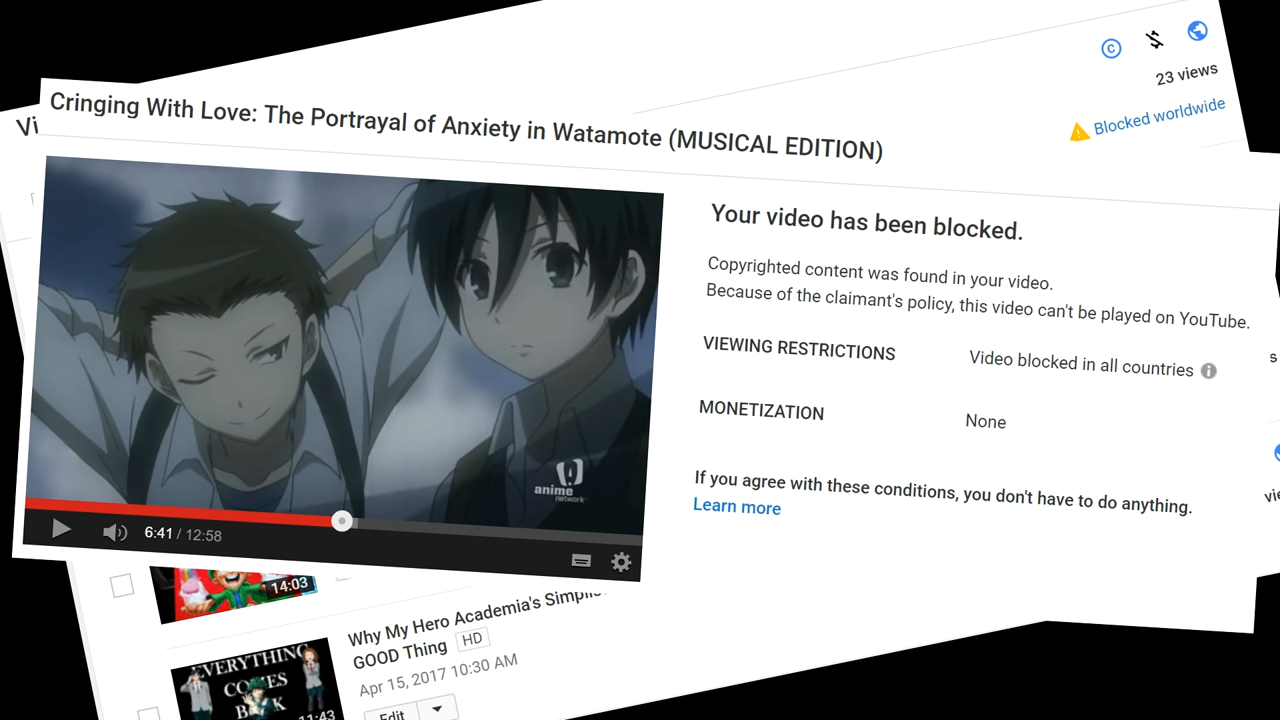 23 views
Blocked worldwide
Vi
Cringing With Love: The Portrayal of Anxiety in Watamote (MUSICAL EDITION)
anime
network
6:41 / 12:58
Your video has been blocked.
Copyrighted content was found in your video.
Because of the claimant's policy, this video can't be played on YouTube.
VIEWING RESTRICTIONS Video blocked in all countries
MONETIZATION None
If you agree with these conditions, you don't have to do anything.
Learn more
s
vie
14:03
Why My Hero Academia's
GOOD Thing HD
Apr 15, 2017 10:30 AM
Edit
EVERYTHING
COMES
BACK
11:43